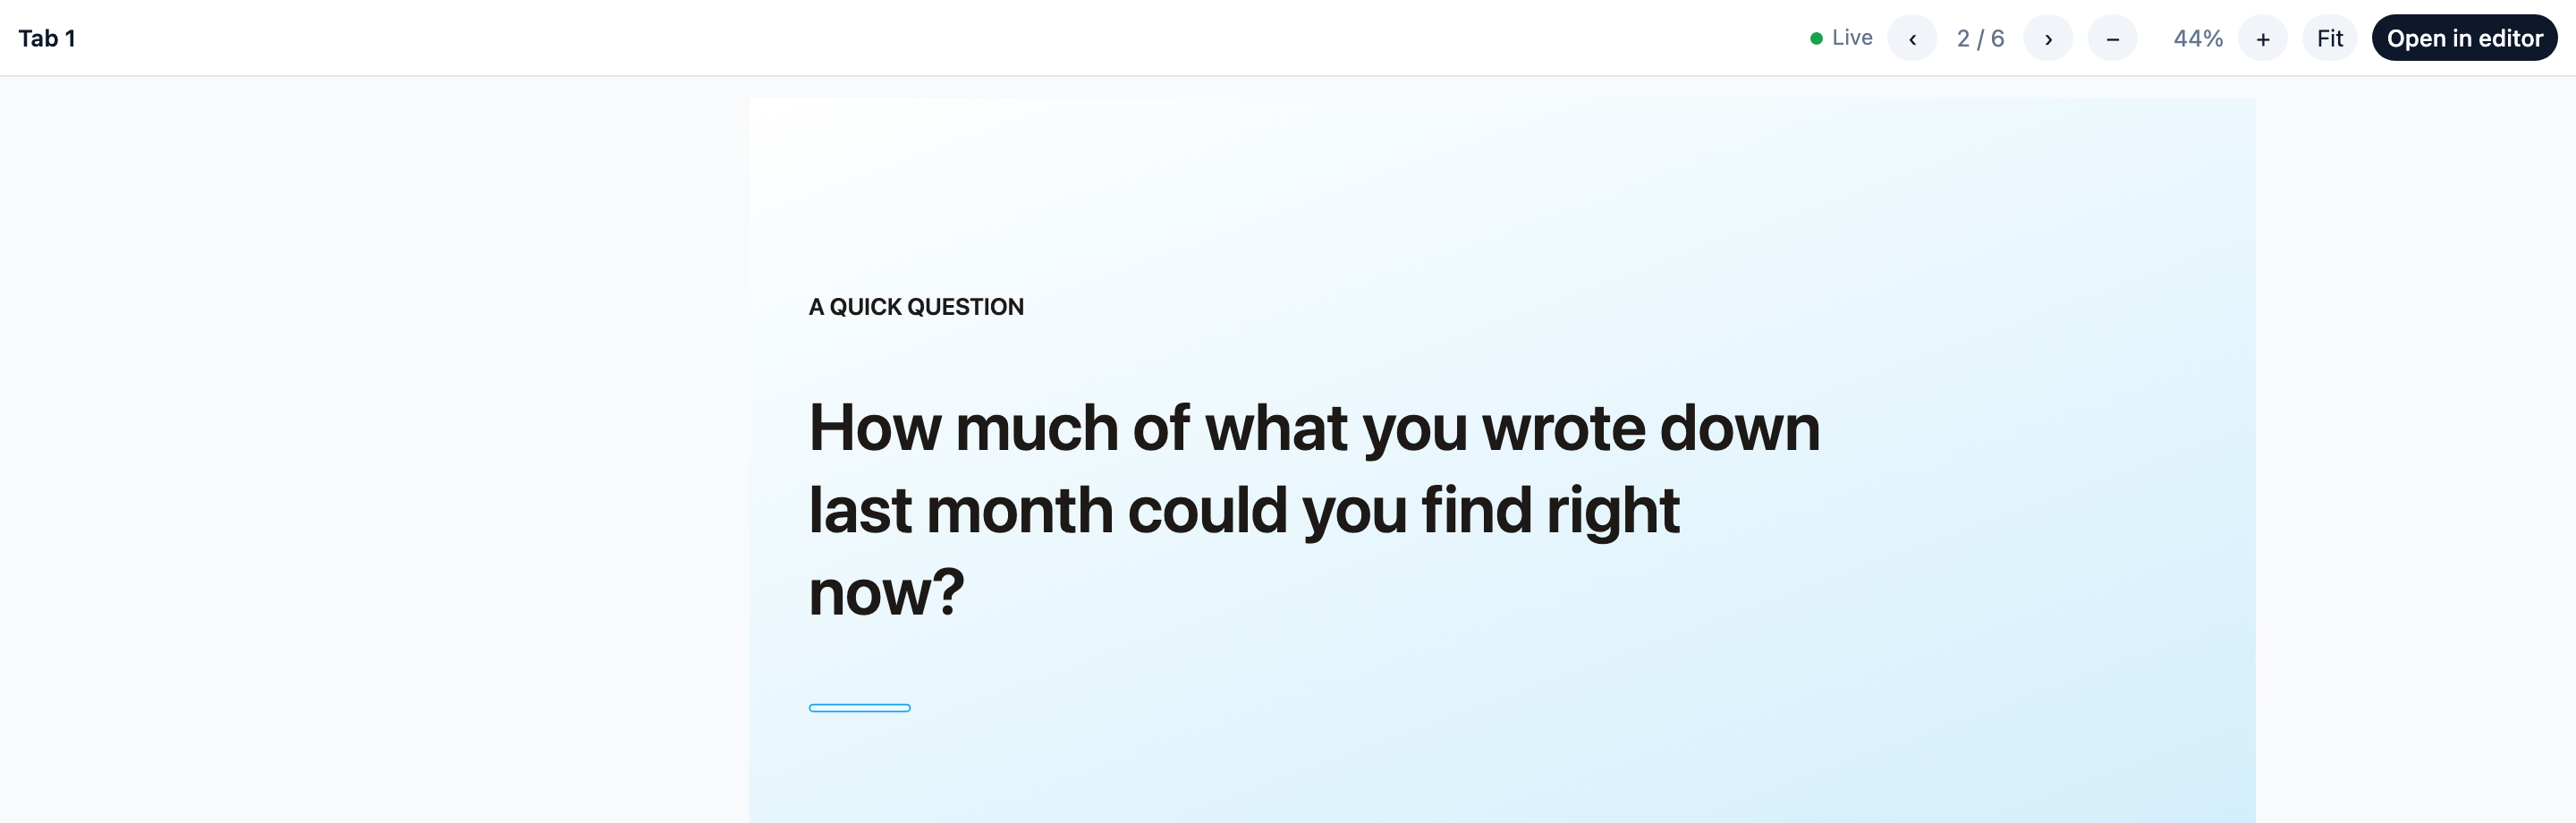 Tab 1
Live ‹ 2 / 6 › – 44% + Fit Open in editor
A QUICK QUESTION
How much of what you wrote down
last month could you find right
now?